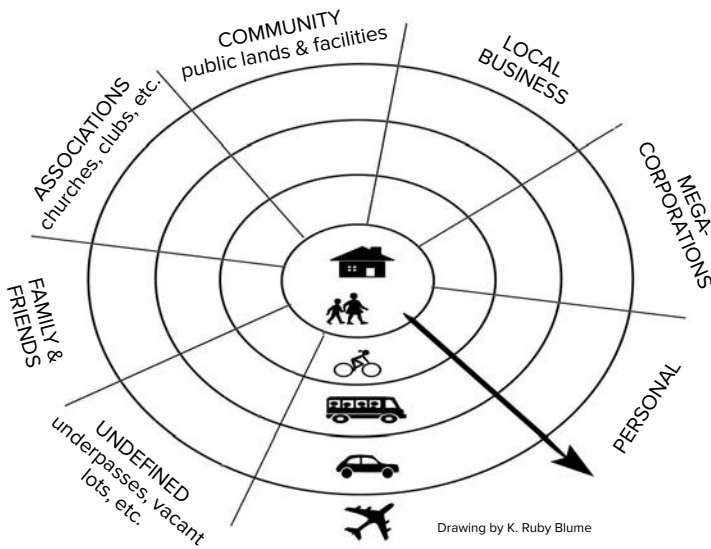 COMMUNITY
public lands & facilities
LOCAL
BUSINESS
ASSOCIATIONS
churches, clubs, etc.
MEGA-
CORPORATIONS
FAMILY &
FRIENDS
PERSONAL
UNDEFINED
underpasses, vacant
lots, etc.
Drawing by K. Ruby Blume